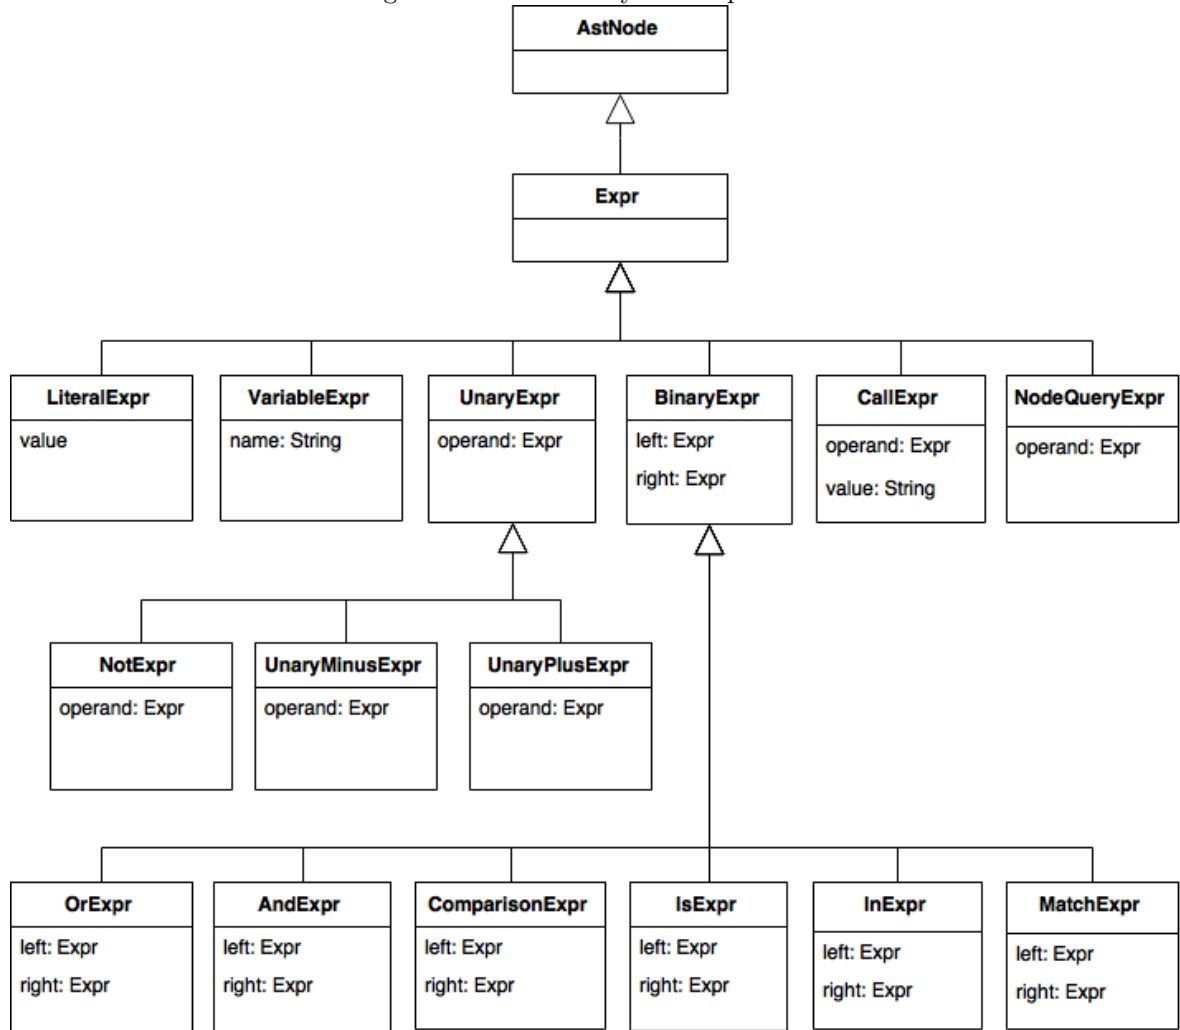 AstNode
Expr
LiteralExpr
value
VariableExpr
name: String
UnaryExpr
operand: Expr
BinaryExpr
left: Expr
right: Expr
CallExpr
operand: Expr
value: String
NodeQueryExpr
operand: Expr
NotExpr
operand: Expr
UnaryMinusExpr
operand: Expr
UnaryPlusExpr
operand: Expr
OrExpr
left: Expr
right: Expr
AndExpr
left: Expr
right: Expr
ComparisonExpr
left: Expr
right: Expr
IsExpr
left: Expr
right: Expr
InExpr
left: Expr
right: Expr
MatchExpr
left: Expr
right: Expr